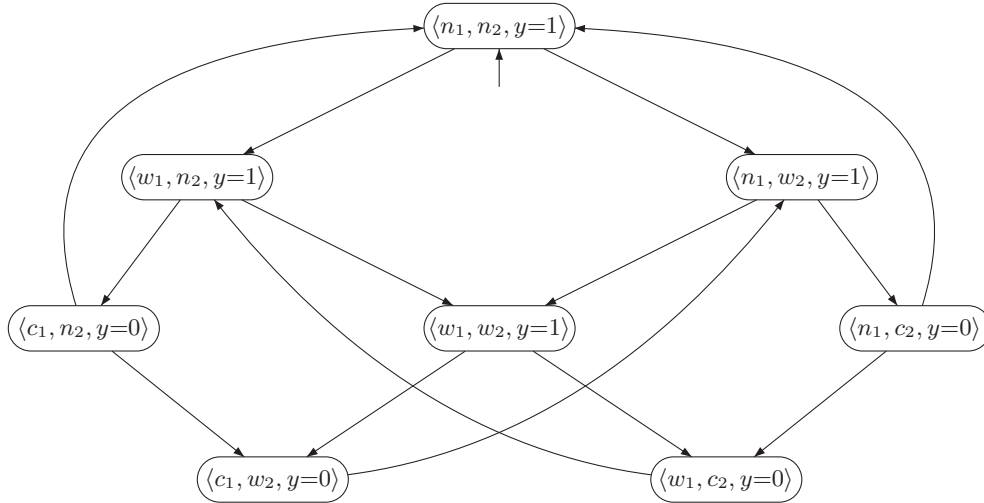 ⟨n₁, n₂, y=1⟩
⟨w₁, n₂, y=1⟩
⟨n₁, w₂, y=1⟩
⟨c₁, n₂, y=0⟩
⟨w₁, w₂, y=1⟩
⟨n₁, c₂, y=0⟩
⟨c₁, w₂, y=0⟩
⟨w₁, c₂, y=0⟩